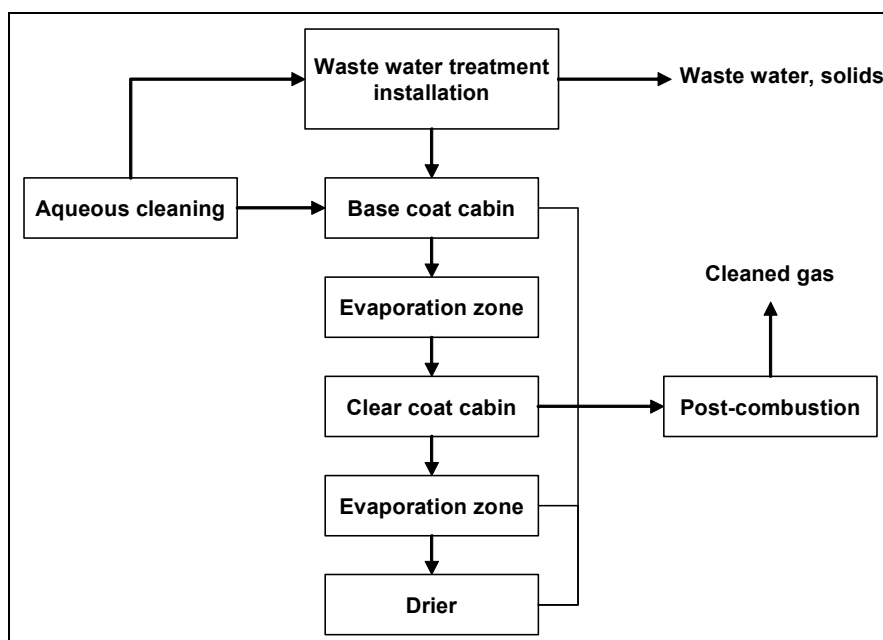 Waste water treatment
installation
Waste water, solids
Aqueous cleaning
Base coat cabin
Evaporation zone
Cleaned gas
Clear coat cabin
Post-combustion
Evaporation zone
Drier